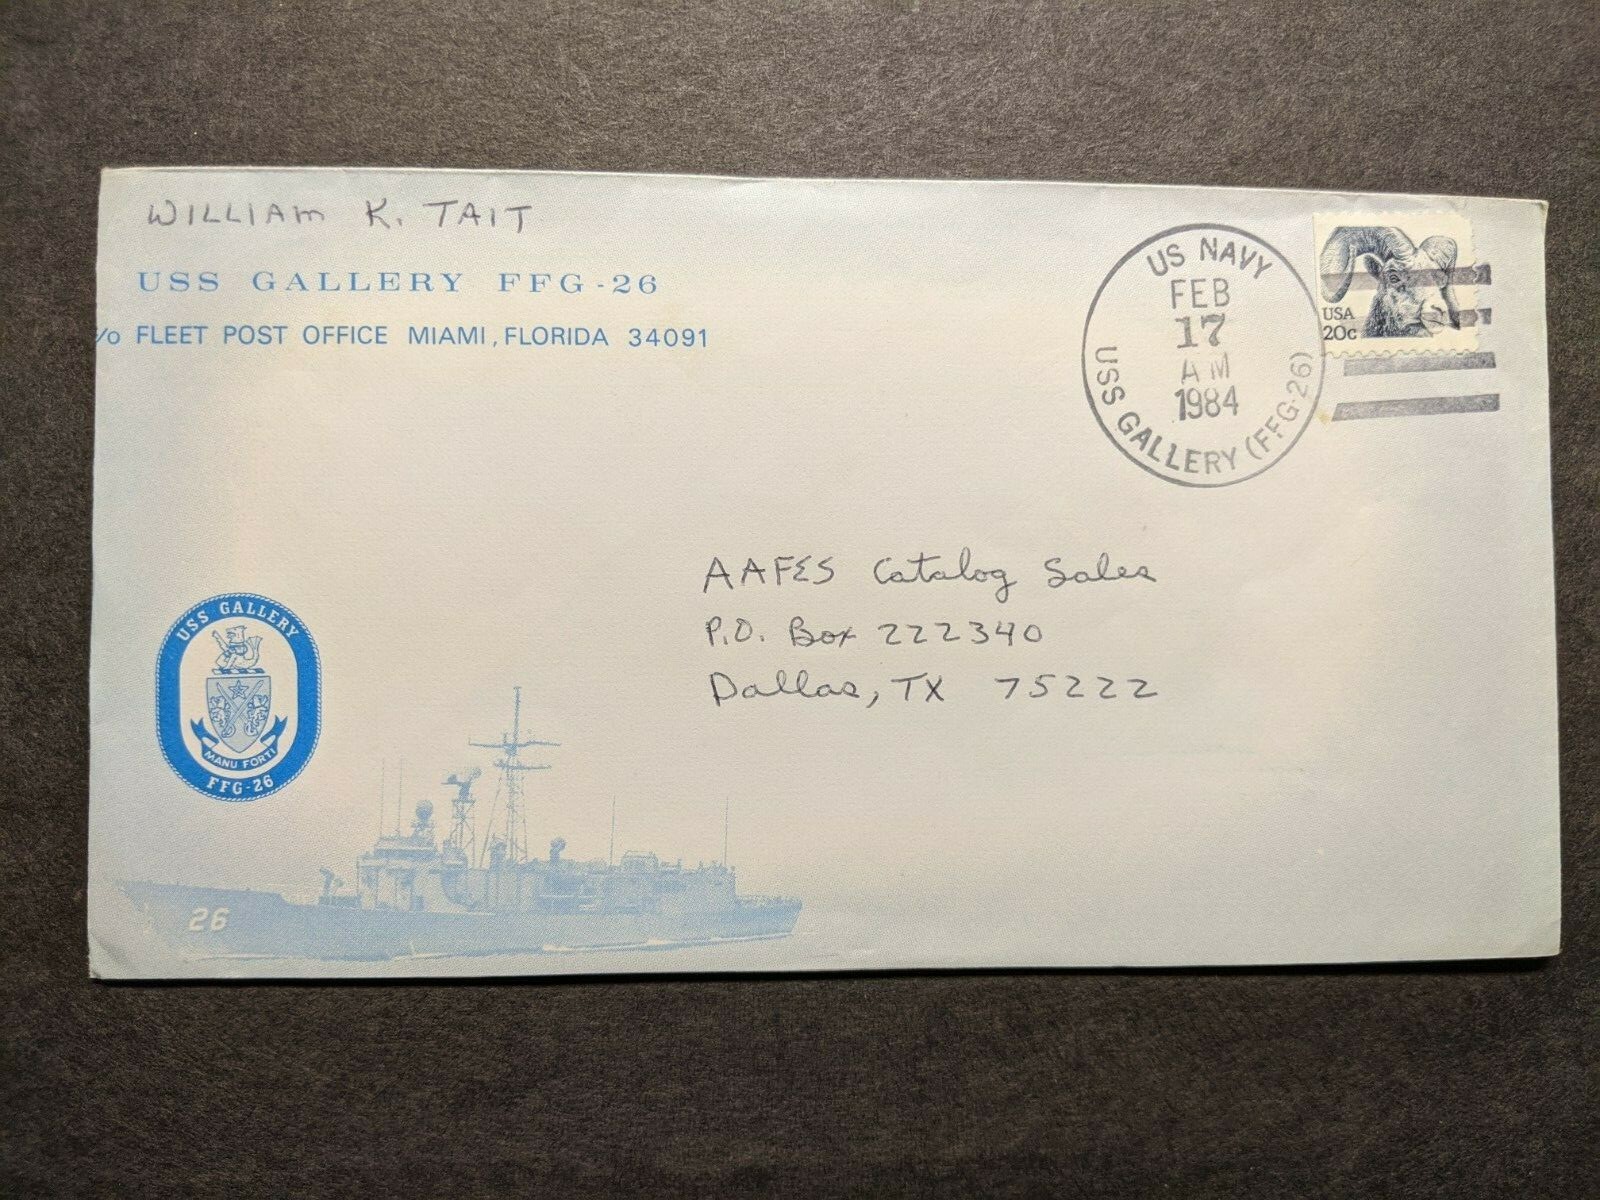 WILLIAM K. TAIT
USS GALLERY FFG-26
c/o FLEET POST OFFICE MIAMI, FLORIDA 34091
US NAVY
FEB
17
AM
1984
USS GALLERY (FFG-26)
USA
20c
AAFES Catalog Sales
P.O. Box 222340
Dallas, TX 75222
USS GALLERY
MANU FORTI
FFG-26
26